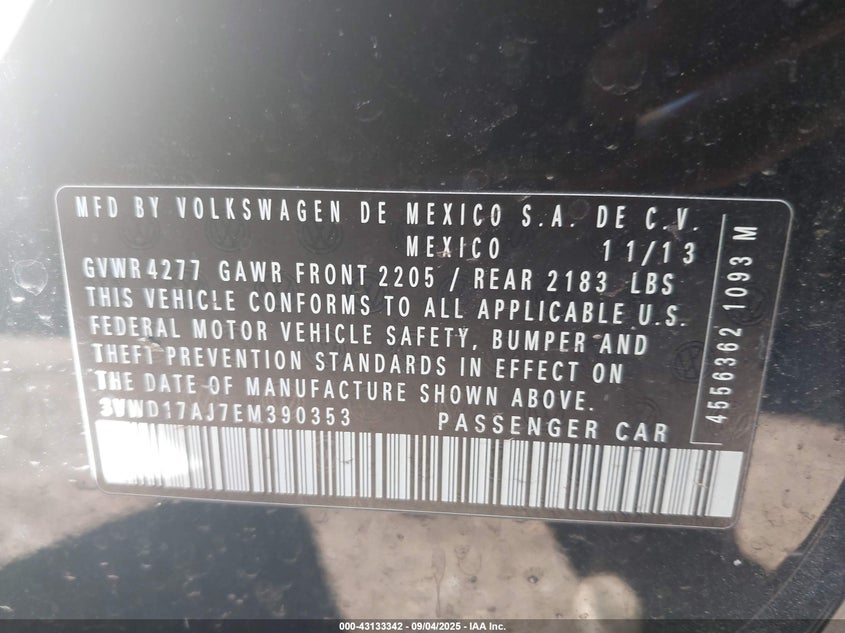 MFD BY VOLKSWAGEN DE MEXICO S.A. DE C.V.
MEXICO 11/13
GVWR 4277 GAWR FRONT 2205 / REAR 2183 LBS
THIS VEHICLE CONFORMS TO ALL APPLICABLE U.S.
FEDERAL MOTOR VEHICLE SAFETY, BUMPER AND
THEFT PREVENTION STANDARDS IN EFFECT ON
THE DATE OF MANUFACTURE SHOWN ABOVE.
3VWD17AJ7EM390353 PASSENGER CAR
4556362 1093 M
000-43133342 - 09/04/2025 - IAA Inc.